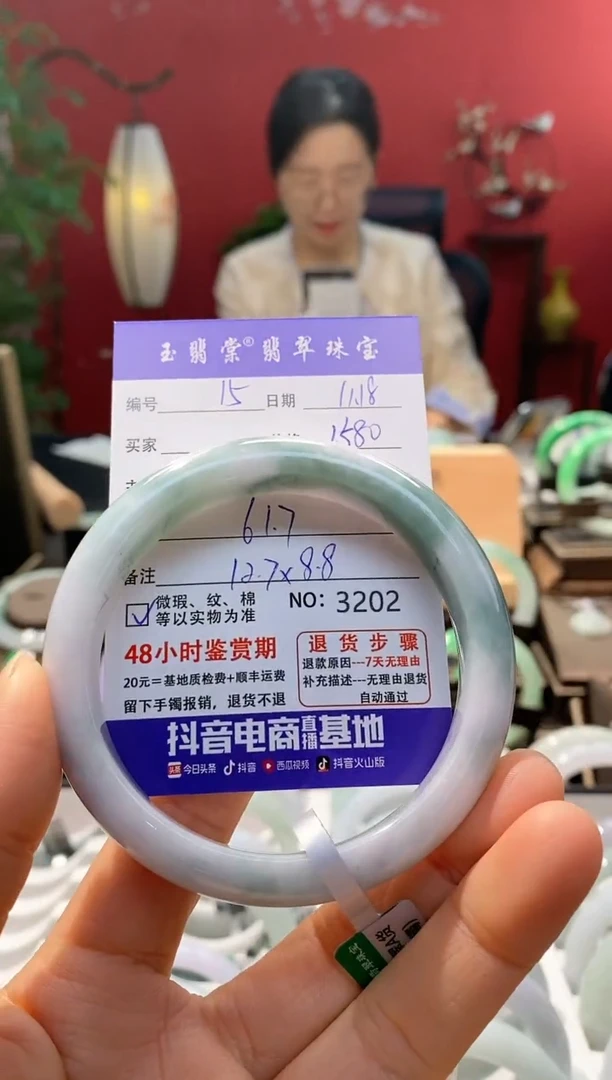 玉翡棠®翡翠珠宝
编号 15 日期 11.18
买家 1580
61.7
备注 12.7x8.8
微瑕、纹、棉
等以实物为准
NO: 3202
48小时鉴赏期
20元=基地质检费+顺丰运费
留下手镯报销，退货不退
退货步骤
退款原因---7天无理由
补充描述---无理由退货
自动通过
抖音电商直播基地
头条 今日头条 抖音 西瓜视频 抖音火山版